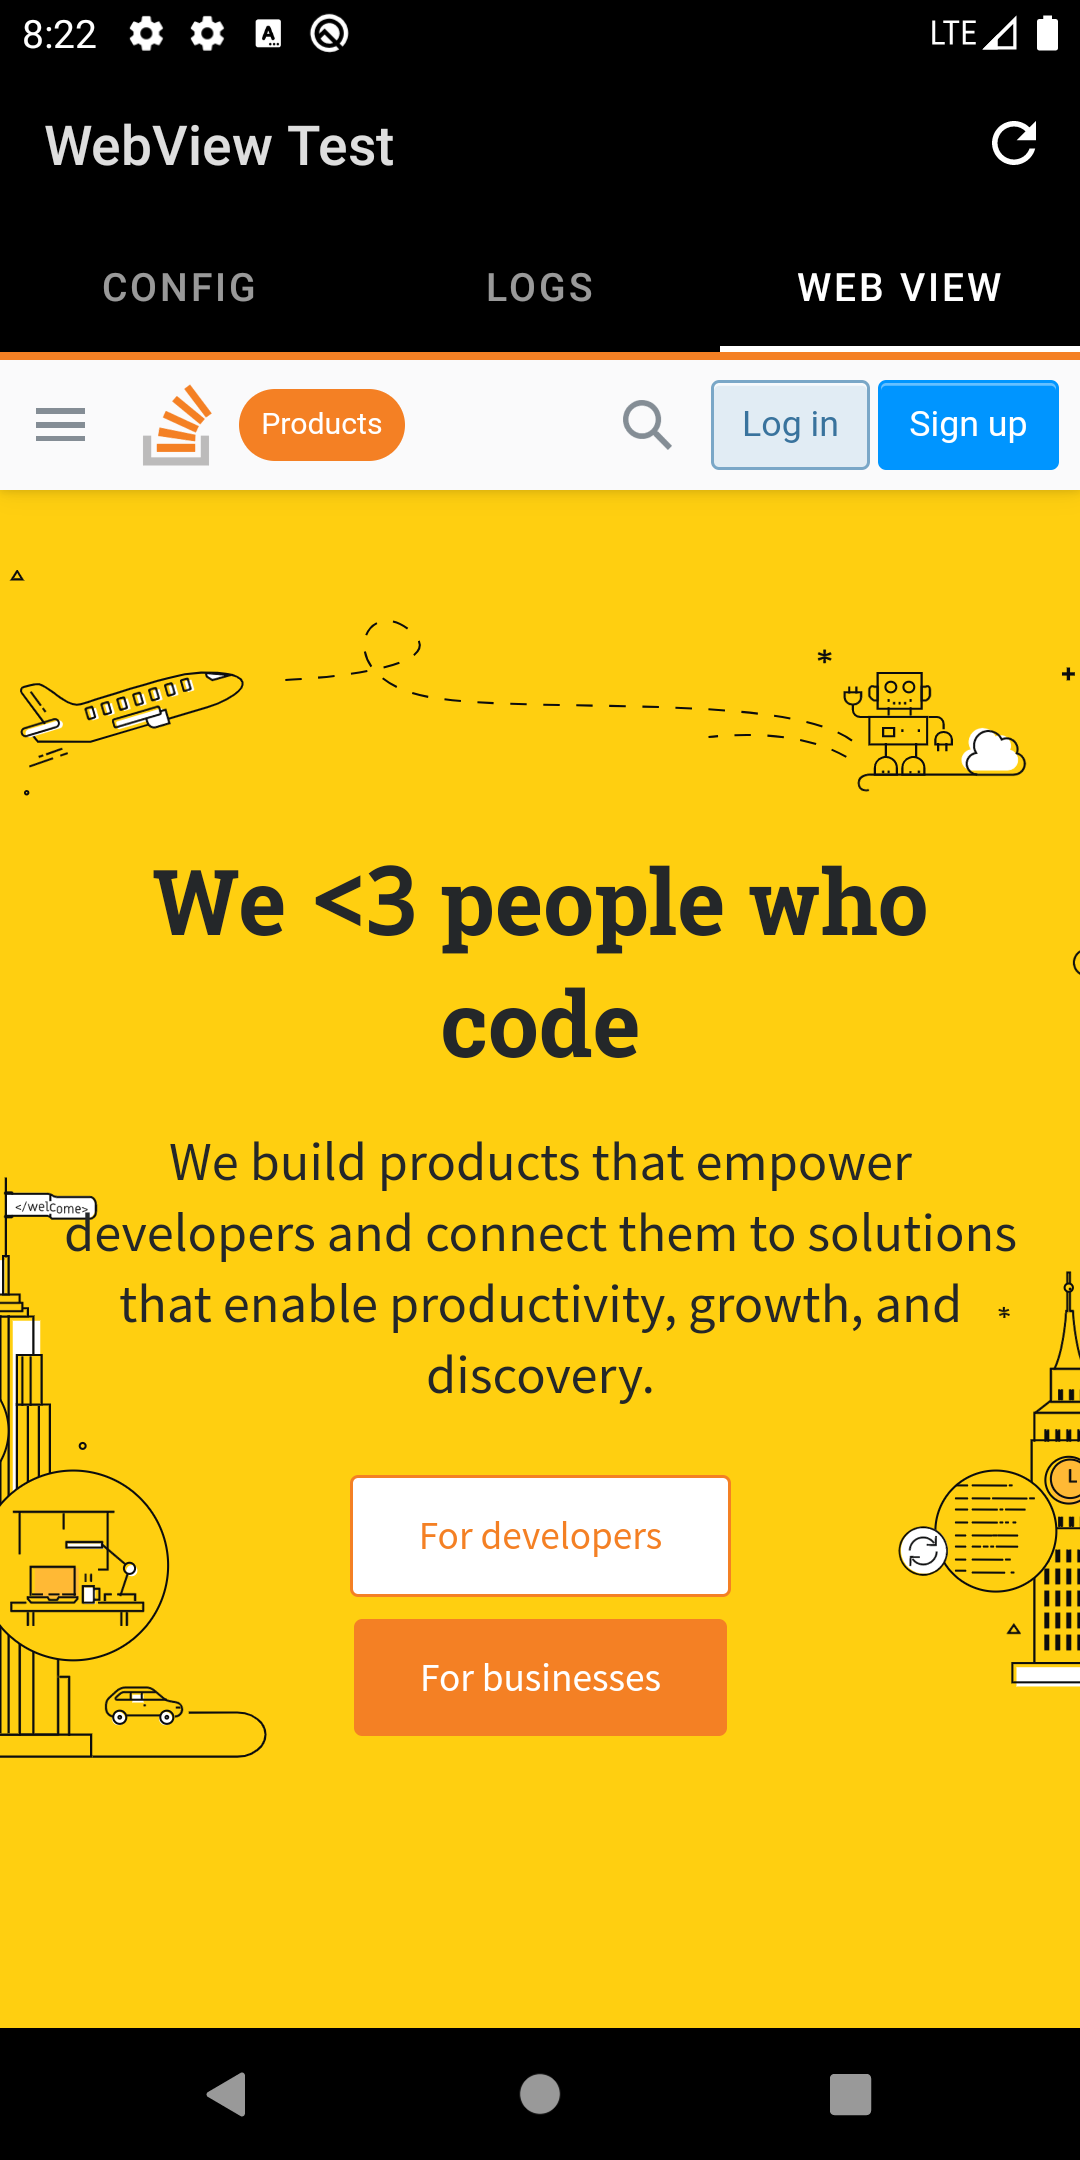 8:22
LTE
WebView Test
CONFIG
LOGS
WEB VIEW
Products
Log in
Sign up
We <3 people who
code
We build products that empower
</welcome>
developers and connect them to solutions
that enable productivity, growth, and
discovery.
For developers
For businesses